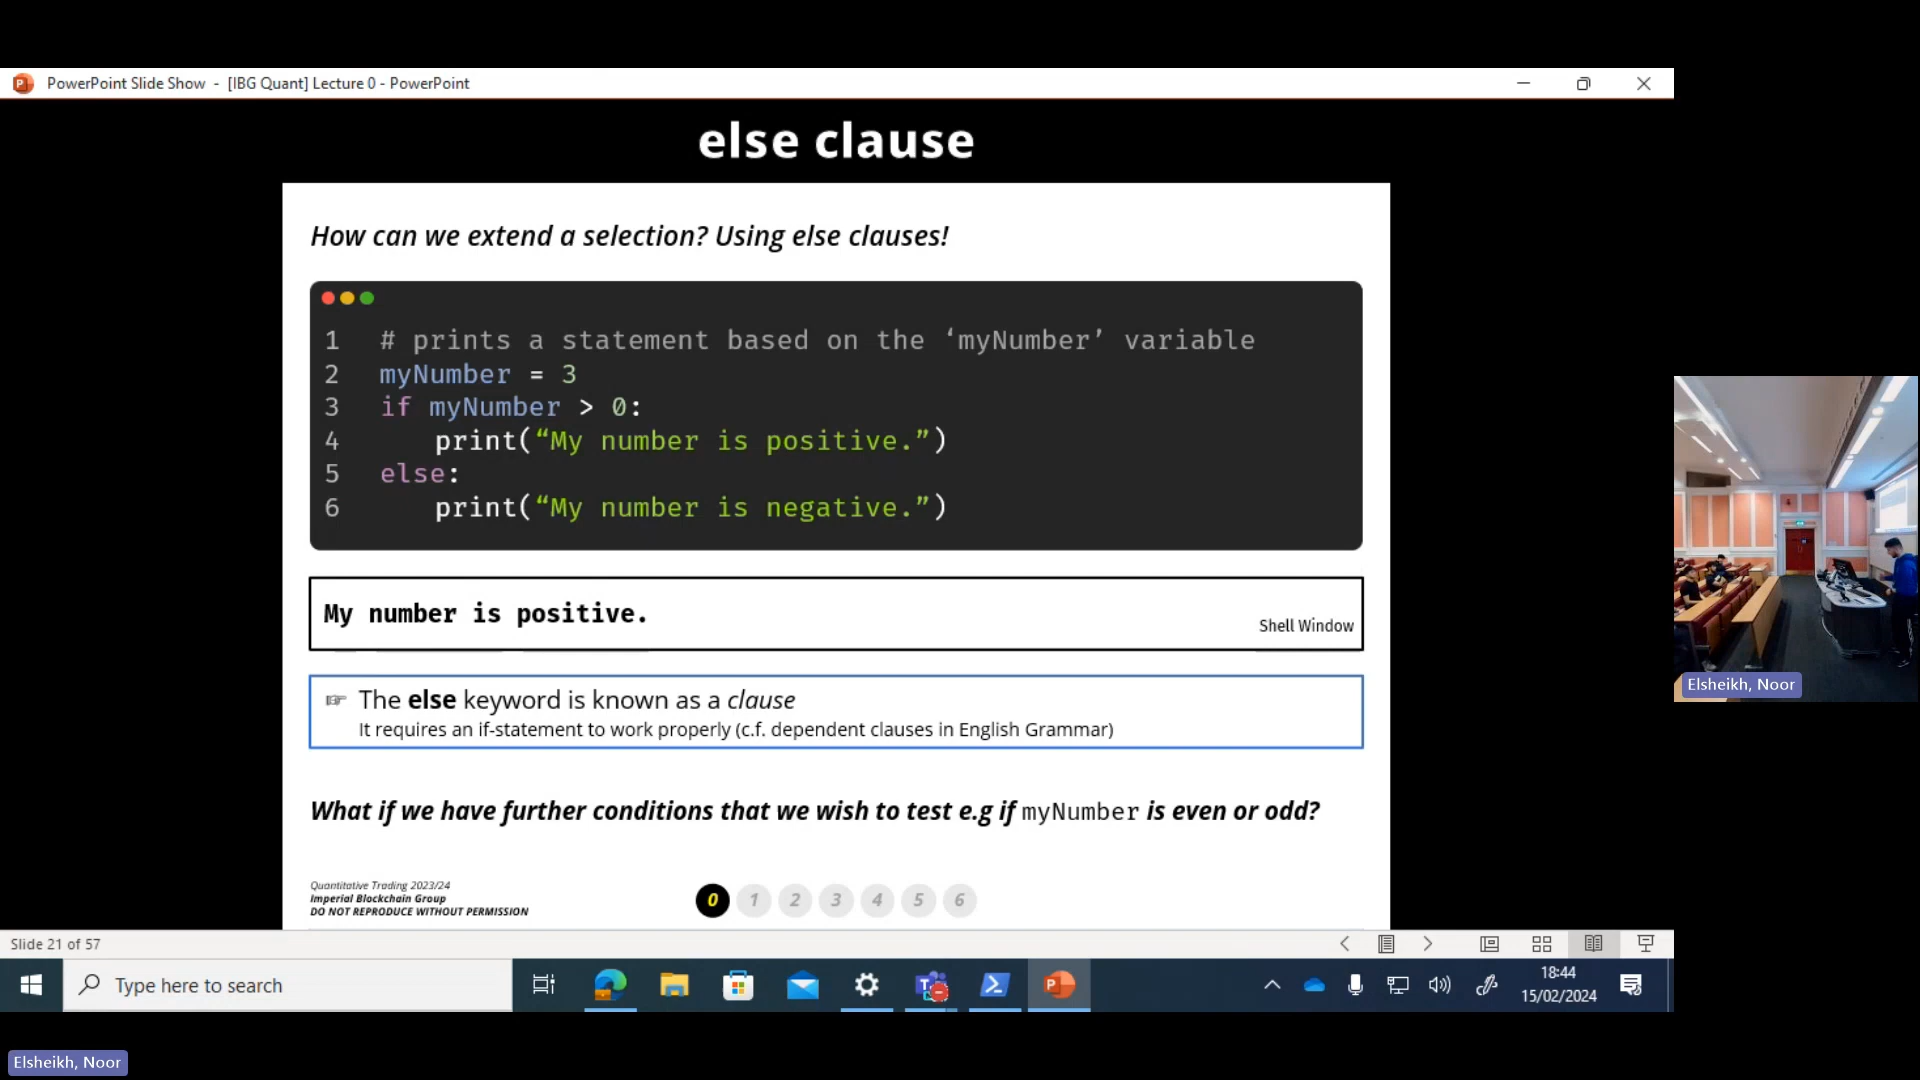 PowerPoint Slide Show - [IBG Quant] Lecture 0 - PowerPoint
else clause
How can we extend a selection? Using else clauses!
1 # prints a statement based on the ‘myNumber’ variable
2 myNumber = 3
3 if myNumber > 0:
4 print(“My number is positive.”)
5 else:
6 print(“My number is negative.”)
My number is positive.
Shell Window
☞ The else keyword is known as a clause
It requires an if-statement to work properly (c.f. dependent clauses in English Grammar)
What if we have further conditions that we wish to test e.g if myNumber is even or odd?
Quantitative Trading 2023/24
Imperial Blockchain Group
DO NOT REPRODUCE WITHOUT PERMISSION
0 1 2 3 4 5 6
Slide 21 of 57
Type here to search
18:44
15/02/2024
Elsheikh, Noor
Elsheikh, Noor